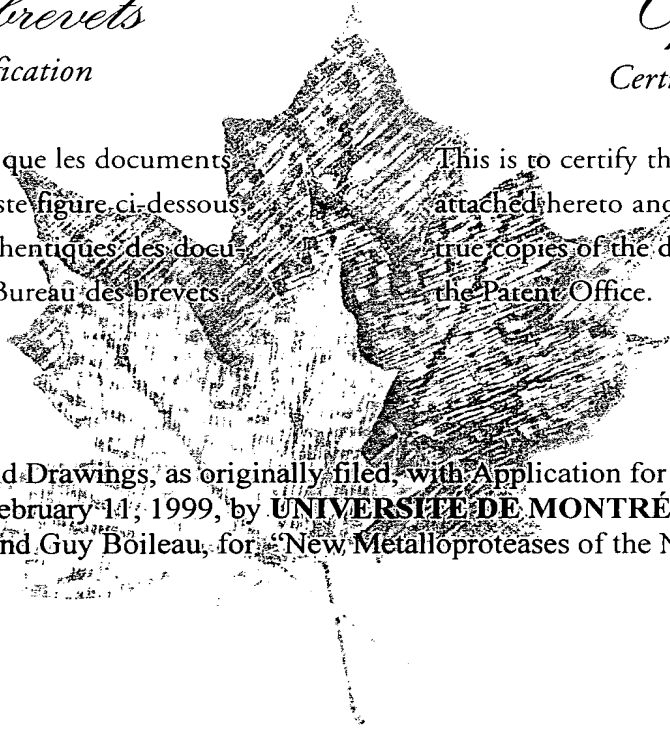 brevets
fication
Certi
que les documents
ste figure ci-dessous,
hentiques des docu-
Bureau des brevets.
This is to certify th
attached hereto and
true copies of the d
the Patent Office.
d Drawings, as originally filed, with Application for
ebruary 11, 1999, by UNIVERSITÉ DE MONTRÉ
nd Guy Boileau, for "New Metalloproteases of the N